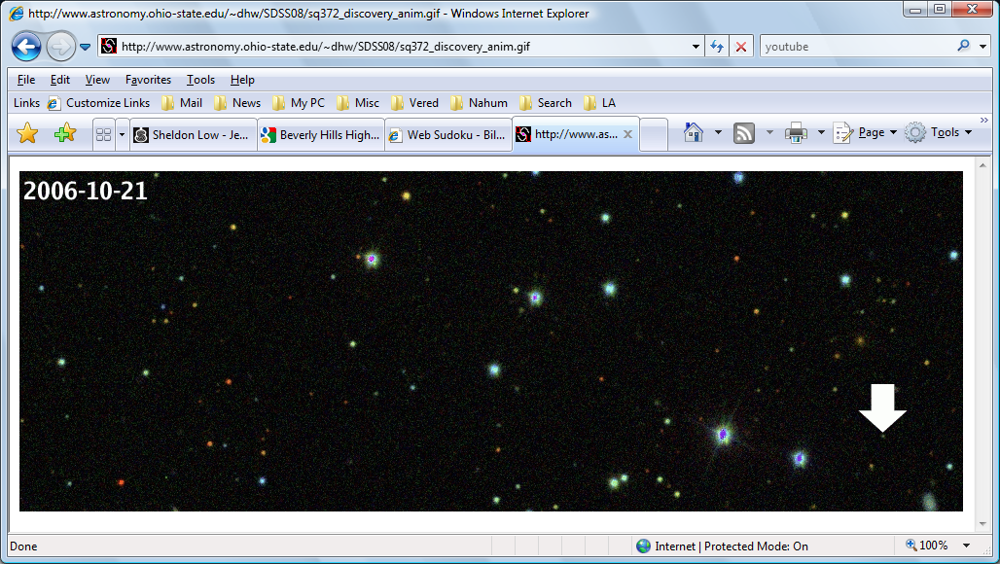 http://www.astronomy.ohio-state.edu/~dhw/SDSS08/sq372_discovery_anim.gif - Windows Internet Explorer
http://www.astronomy.ohio-state.edu/~dhw/SDSS08/sq372_discovery_anim.gif youtube
File Edit View Favorites Tools Help
Links Customize Links Mail News My PC Misc Vered Nahum Search LA
Sheldon Low - Je... Beverly Hills High... Web Sudoku - Bil... http://www.as... Page Tools
2006-10-21
Done Internet | Protected Mode: On 100%